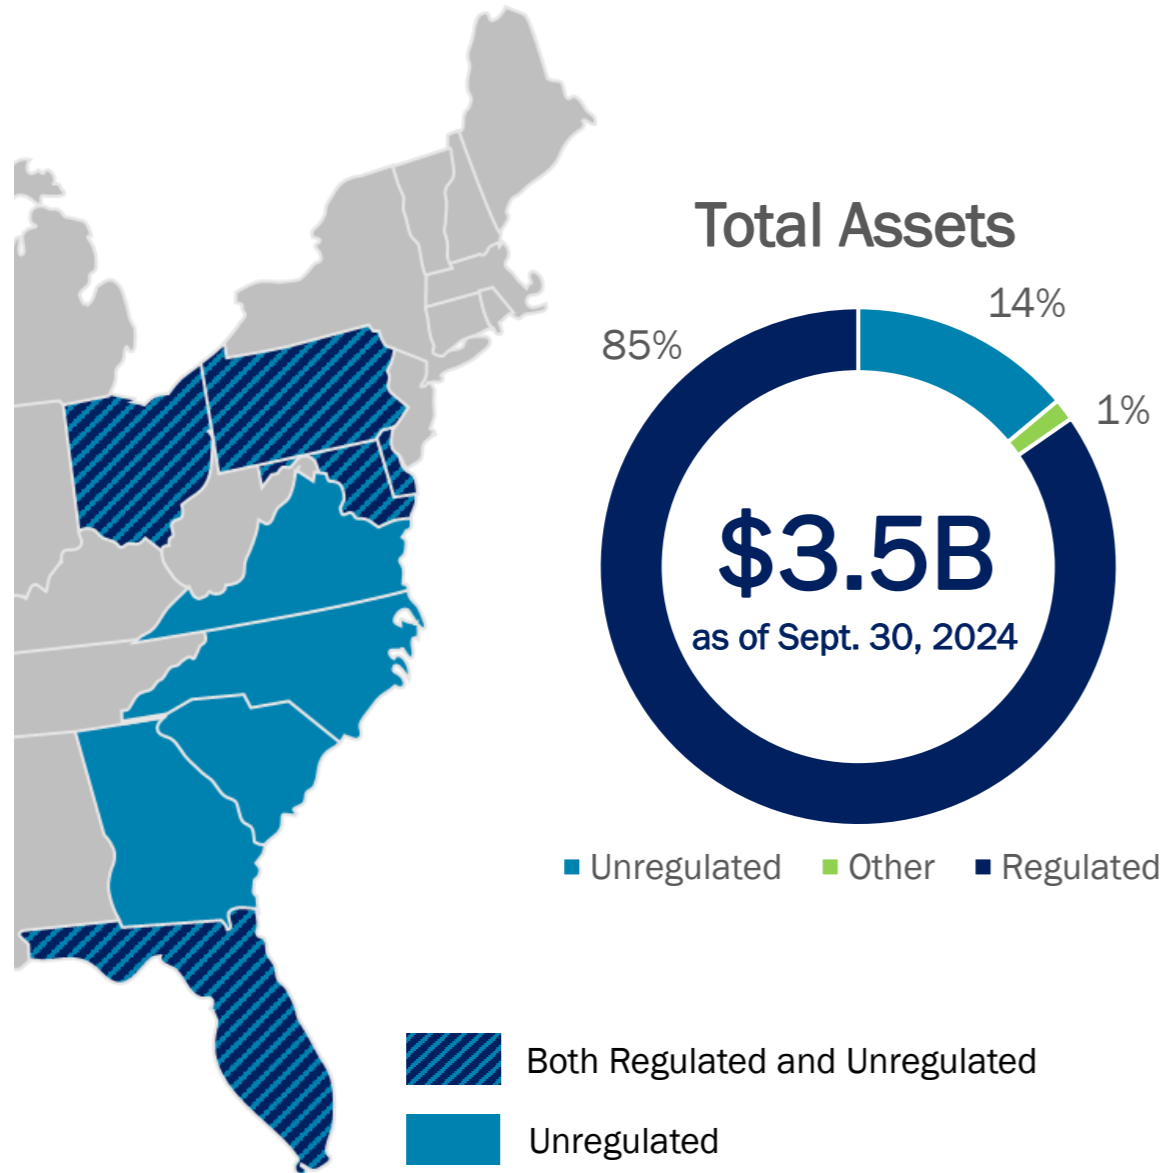 Total Assets
14%
85%
1%
$3.5B
as of Sept. 30, 2024
Unregulated Other Regulated
Both Regulated and Unregulated
Unregulated